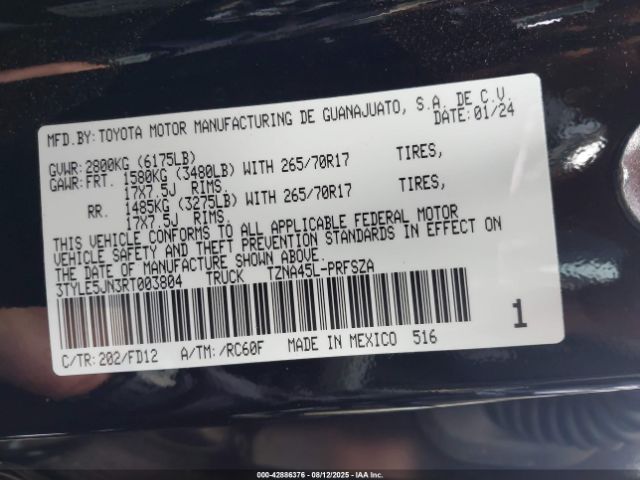 MFD.BY:TOYOTA MOTOR MANUFACTURING DE GUANAJUATO, S.A. DE C.V.
DATE:01/24
GVWR:2800KG (6175LB)
GAWR:FRT. 1580KG (3480LB) WITH 265/70R17 TIRES,
17X7.5J RIMS.
RR. 1485KG (3275LB) WITH 265/70R17 TIRES,
17X7.5J RIMS.
THIS VEHICLE CONFORMS TO ALL APPLICABLE FEDERAL MOTOR
VEHICLE SAFETY AND THEFT PREVENTION STANDARDS IN EFFECT ON
THE DATE OF MANUFACTURE SHOWN ABOVE.
3TYLE5JN3RT003804 TRUCK TZNA45L-PRFSZA
1
C/TR:202/FD12 A/TM:/RC60F MADE IN MEXICO 516
000-42886376 - 08/12/2025 - IAA Inc.